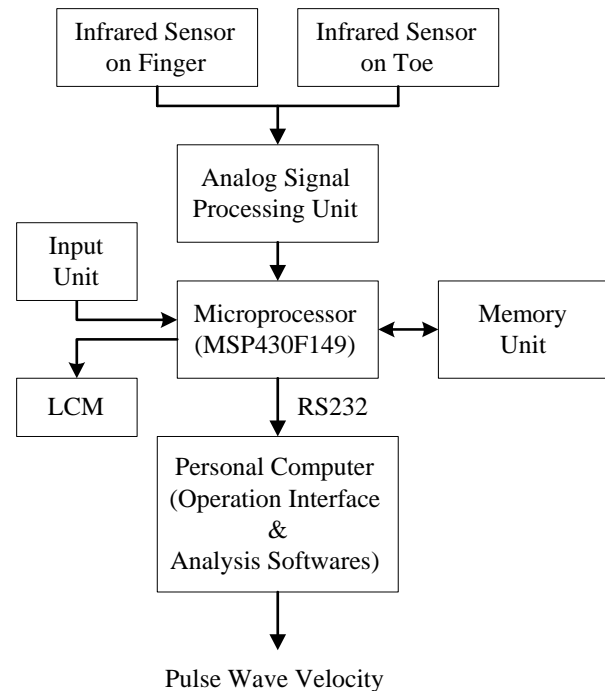 Infrared Sensor
on Finger
Infrared Sensor
on Toe
Analog Signal
Processing Unit
Input
Unit
Microprocessor
(MSP430F149)
Memory
Unit
LCM
RS232
Personal Computer
(Operation Interface
&
Analysis Softwares)
Pulse Wave Velocity